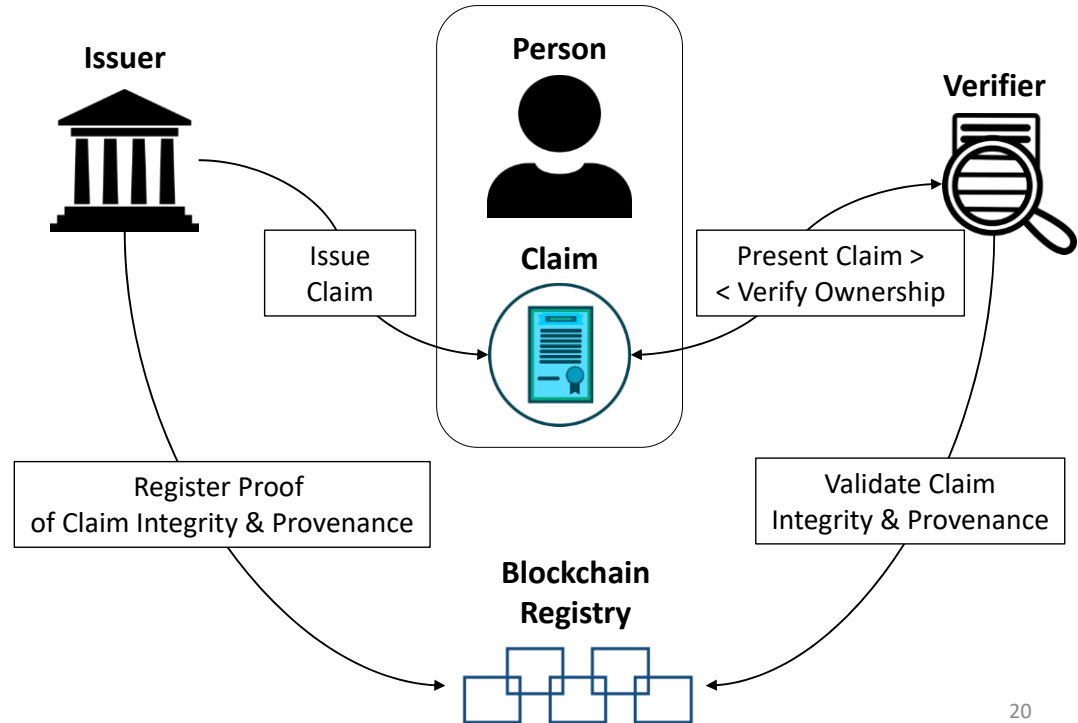 Issuer
Person
Verifier
Issue
Claim
Claim
Present Claim >
< Verify Ownership
Register Proof
of Claim Integrity & Provenance
Validate Claim
Integrity & Provenance
Blockchain
Registry
20